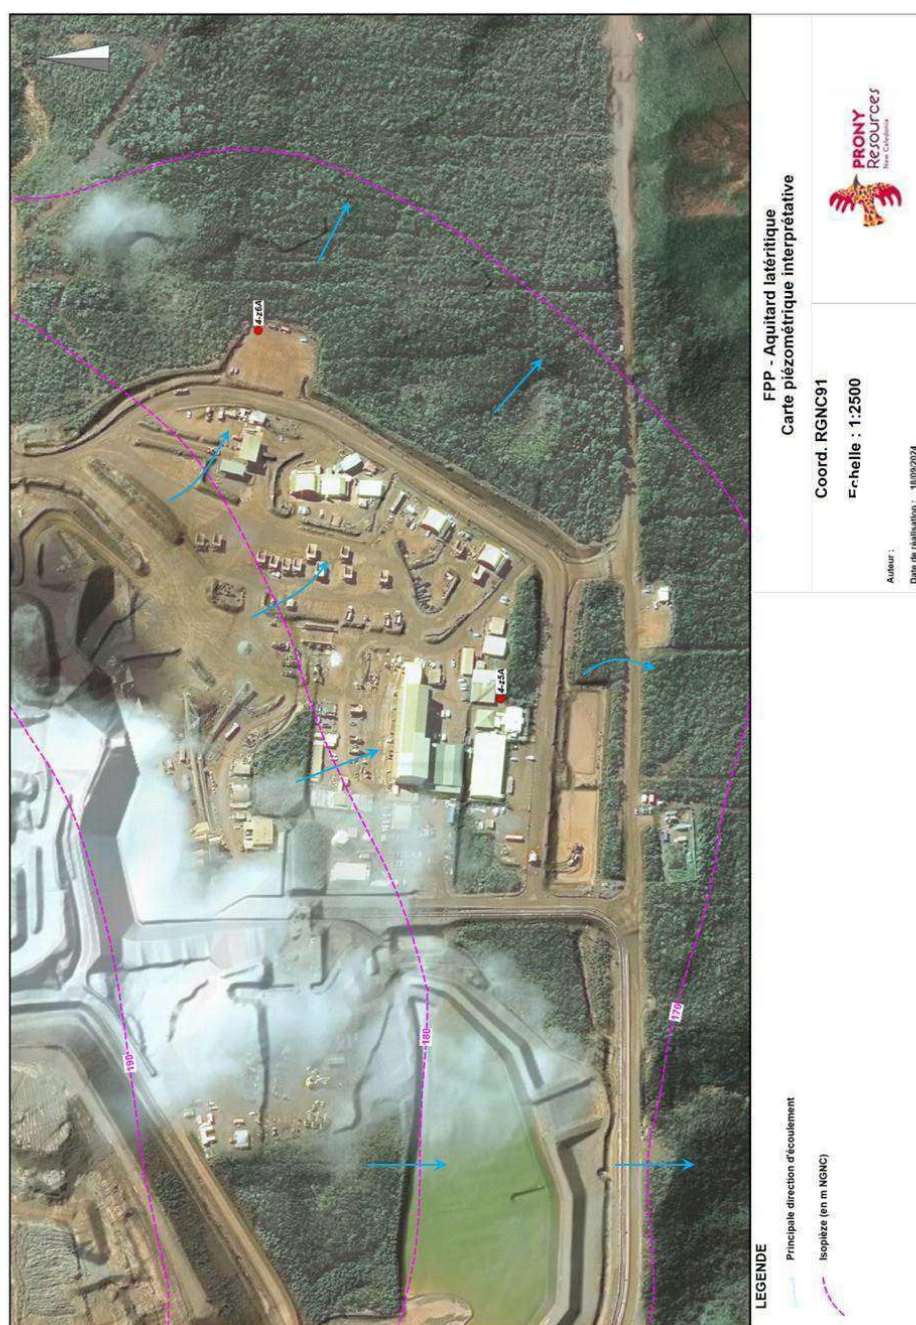 4-z6A
4-z5A
190
180
170
FPP - Aquitard latéritique
Carte piézométrique interprétative
Coord. RGNC91
Echelle : 1:2500
Auteur :
Date de réalisation : 18/09/2024
PRONY
Resources
New Caledonia
LEGENDE
Principale direction d'écoulement
Isopièze (en m NGNC)